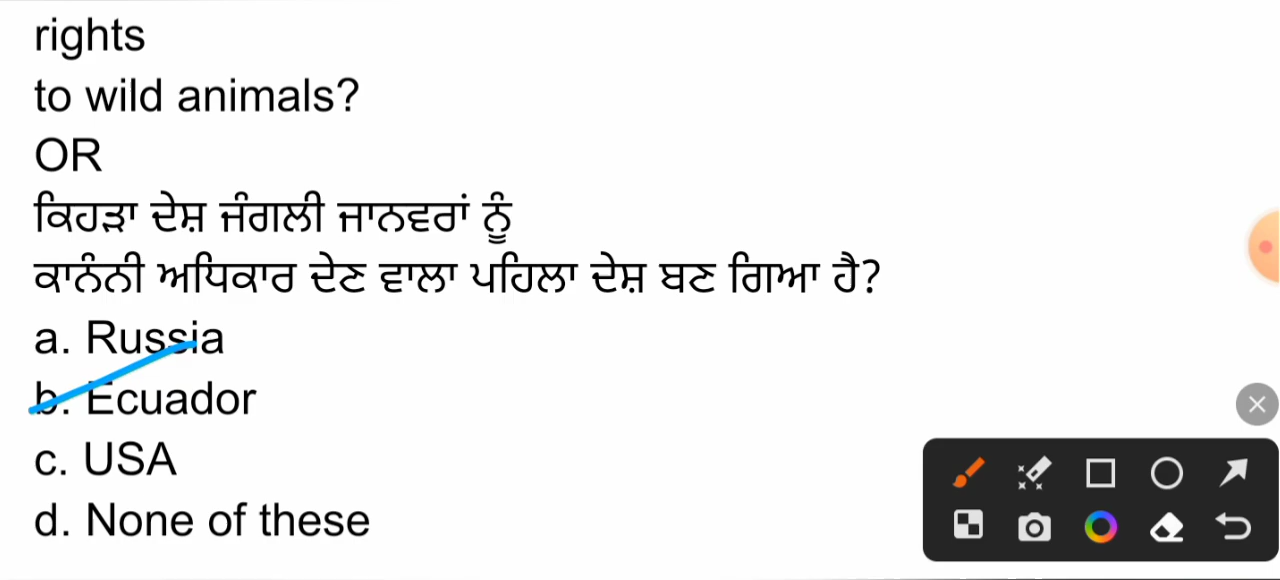 rights
to wild animals?
OR
ਕਿਹੜਾ ਦੇਸ਼ ਜੰਗਲੀ ਜਾਨਵਰਾਂ ਨੂੰ
ਕਾਨੰਨੀ ਅਧਿਕਾਰ ਦੇਣ ਵਾਲਾ ਪਹਿਲਾ ਦੇਸ਼ ਬਣ ਗਿਆ ਹੈ?
a. Russia
b. Ecuador
c. USA
d. None of these